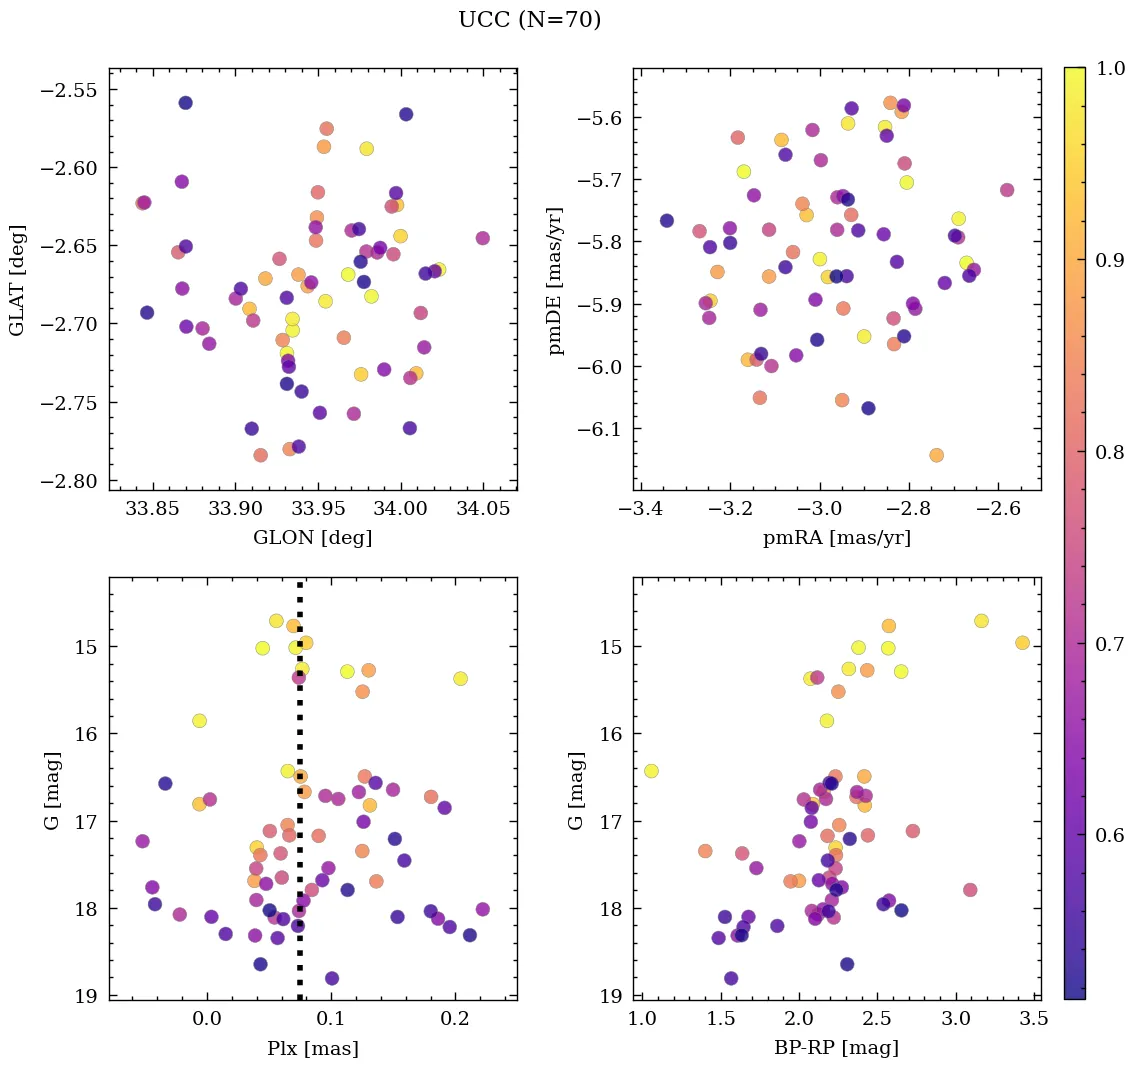 UCC (N=70)
−2.55
−2.60
−2.65
−2.70
−2.75
−2.80
GLAT [deg]
33.85 33.90 33.95 34.00 34.05
GLON [deg]
−5.6
−5.7
−5.8
−5.9
−6.0
−6.1
pmDE [mas/yr]
−3.4 −3.2 −3.0 −2.8 −2.6
pmRA [mas/yr]
15
16
17
18
19
G [mag]
0.0 0.1 0.2
Plx [mas]
15
16
17
18
19
G [mag]
1.0 1.5 2.0 2.5 3.0 3.5
BP-RP [mag]
1.0
0.9
0.8
0.7
0.6